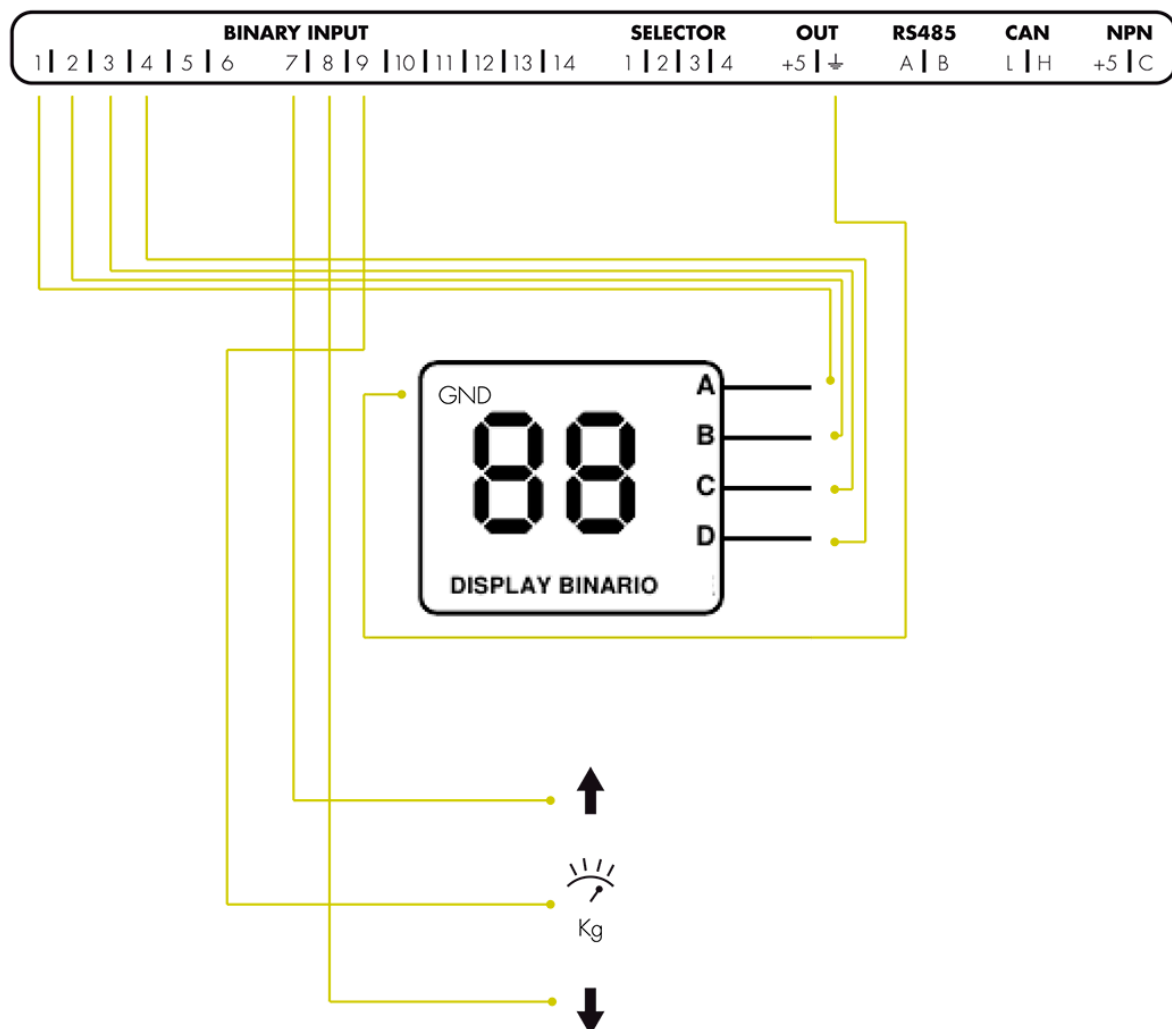 BINARY INPUT SELECTOR OUT RS485 CAN NPN
1 | 2 | 3 | 4 | 5 | 6 7 | 8 | 9 | 10 | 11 | 12 | 13 | 14 1 | 2 | 3 | 4 +5 | ⏚ A | B L | H +5 | C
GND
A
B
C
D
88
DISPLAY BINARIO
Kg